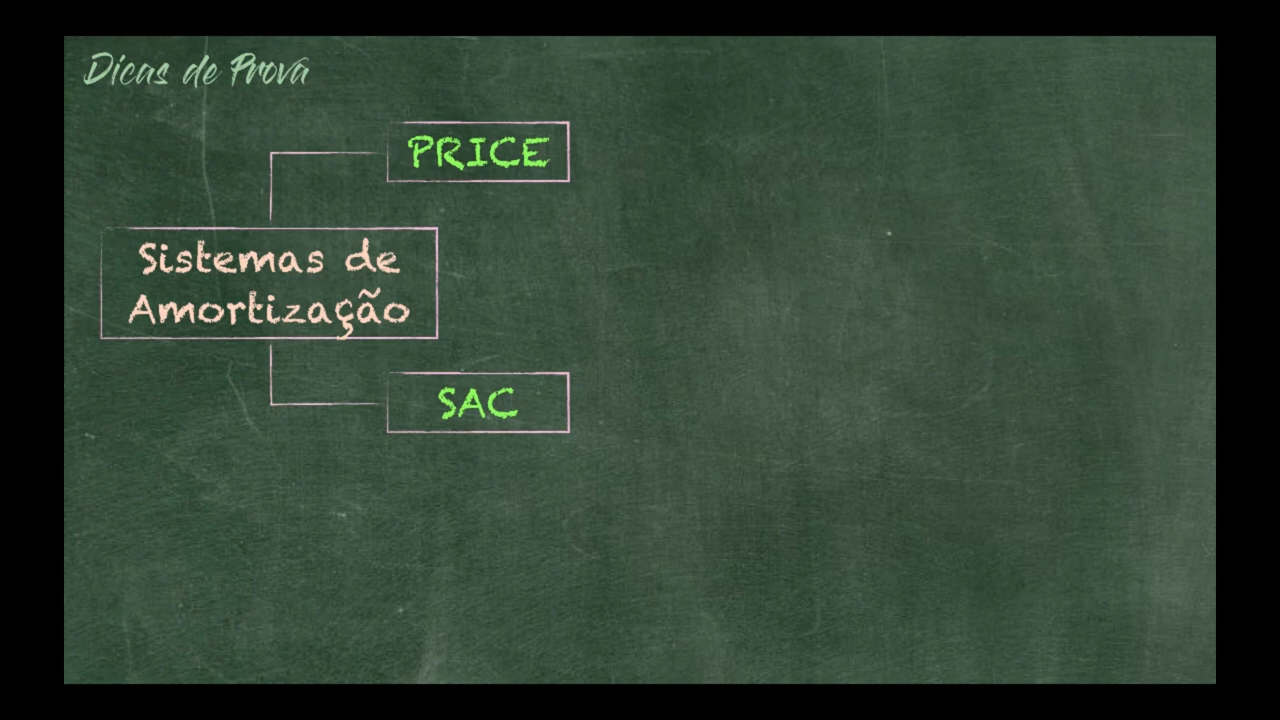 Dicas de Prova
PRICE
Sistemas de
Amortização
SAC